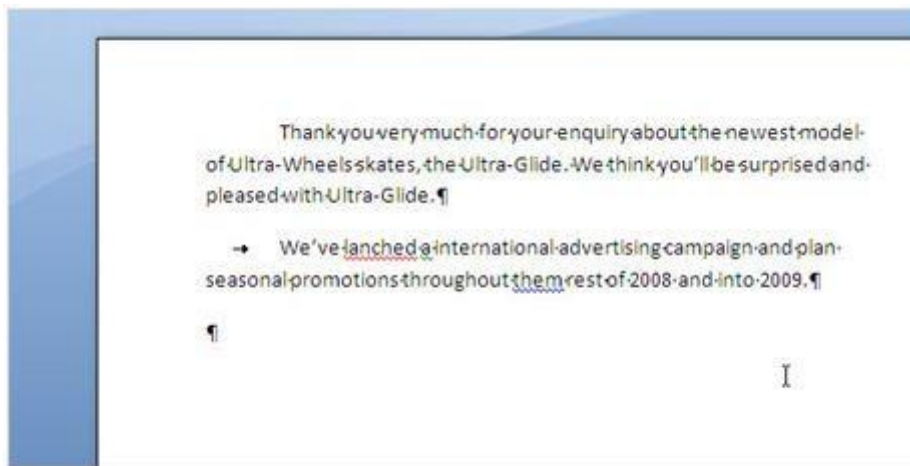 Thank you very much for your enquiry about the newest model
of Ultra-Wheels skates, the Ultra-Glide. We think you'll be surprised and
pleased with Ultra-Glide.¶
→ We've lanched a international advertising campaign and plan
seasonal promotions throughout them rest of 2008 and into 2009.¶
¶